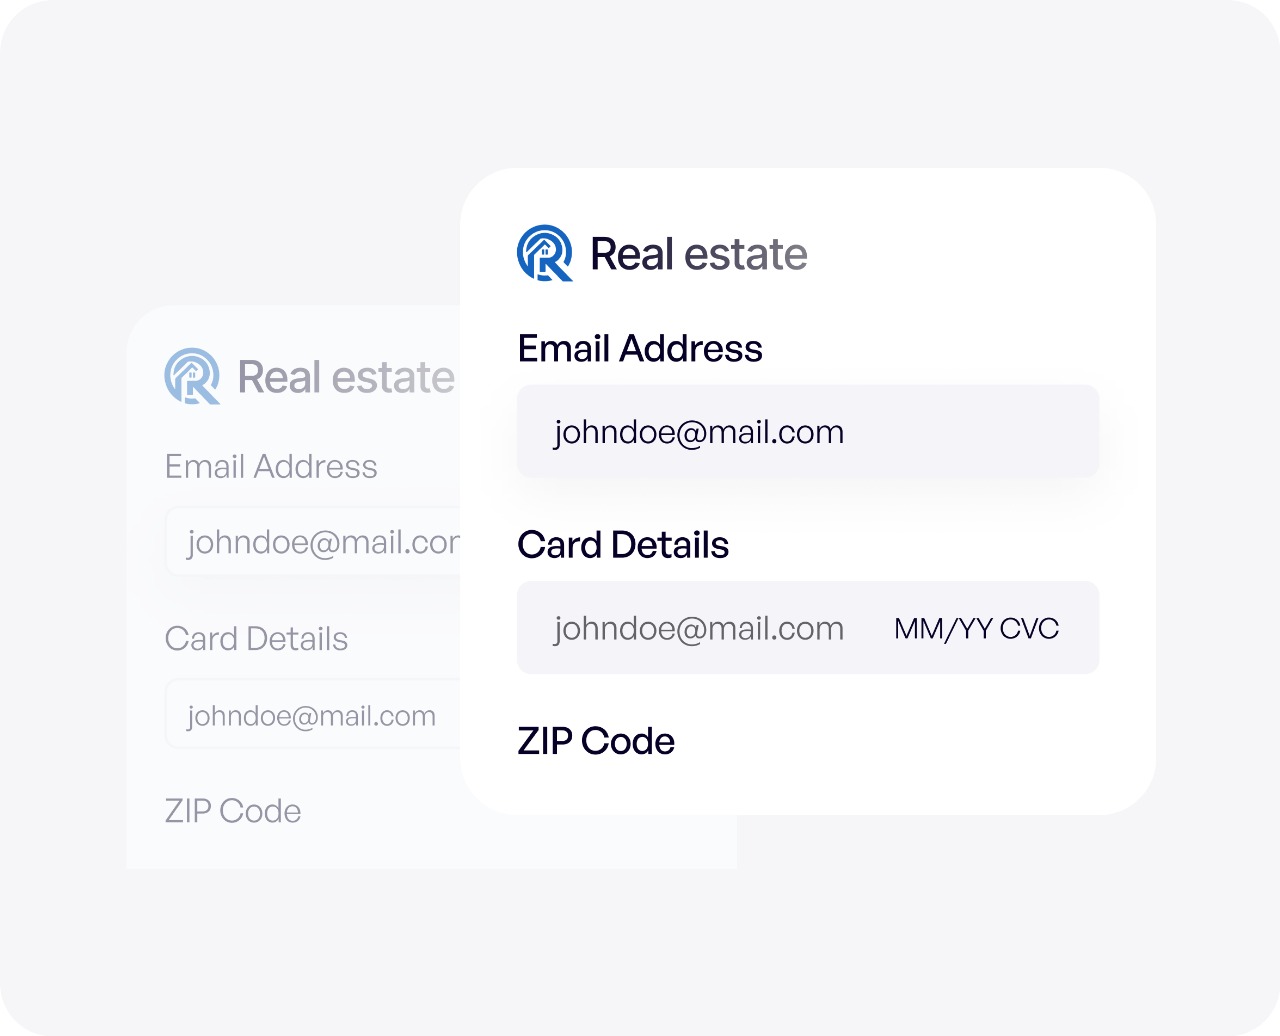 Real estate
Email Address
johndoe@mail.com
Card Details
johndoe@mail.com MM/YY CVC
ZIP Code
Real estate
Email Address
johndoe@mail.co
Card Details
johndoe@mail.com
ZIP Code